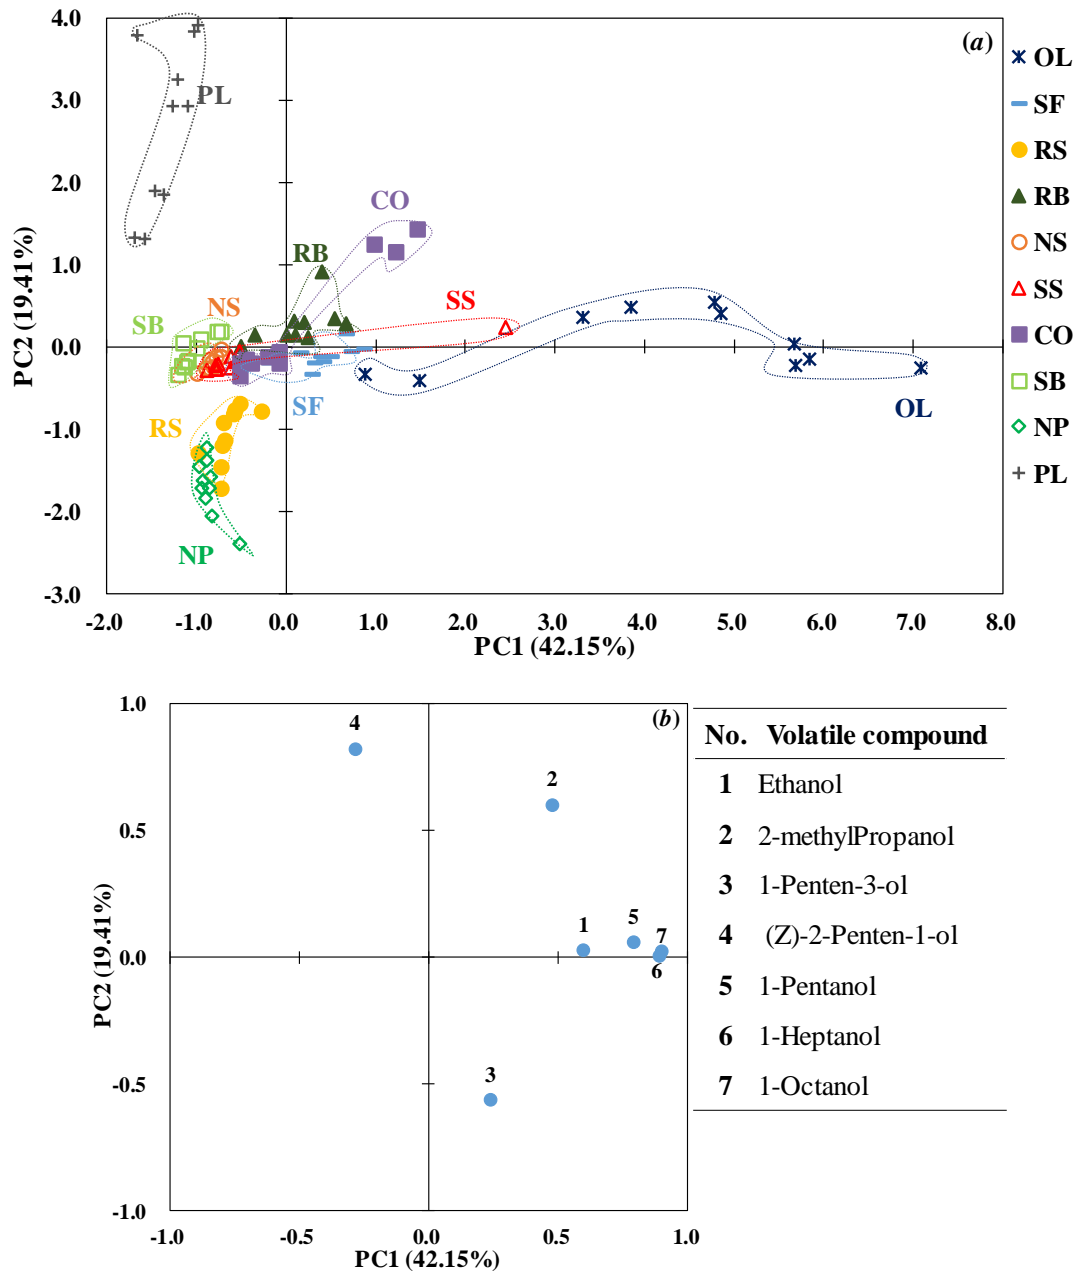 4.0
(a)
OL
SF
PL
3.0
RS
2.0
CO
RB
RB
NS
1.0
SS
SB
NS
SS
0.0
CO
SF
OL
SB
-1.0
RS
NP
-2.0
NP
PL
-3.0
PC2 (19.41%)
-2.0 -1.0 0.0 1.0 2.0 3.0 4.0 5.0 6.0 7.0 8.0
PC1 (42.15%)
1.0
(b)
4
2
0.5
1
5
7
0.0
6
3
-0.5
-1.0
PC2 (19.41%)
-1.0 -0.5 0.0 0.5 1.0
PC1 (42.15%)
No. Volatile compound
1 Ethanol
2 2-methylPropanol
3 1-Penten-3-ol
4 (Z)-2-Penten-1-ol
5 1-Pentanol
6 1-Heptanol
7 1-Octanol